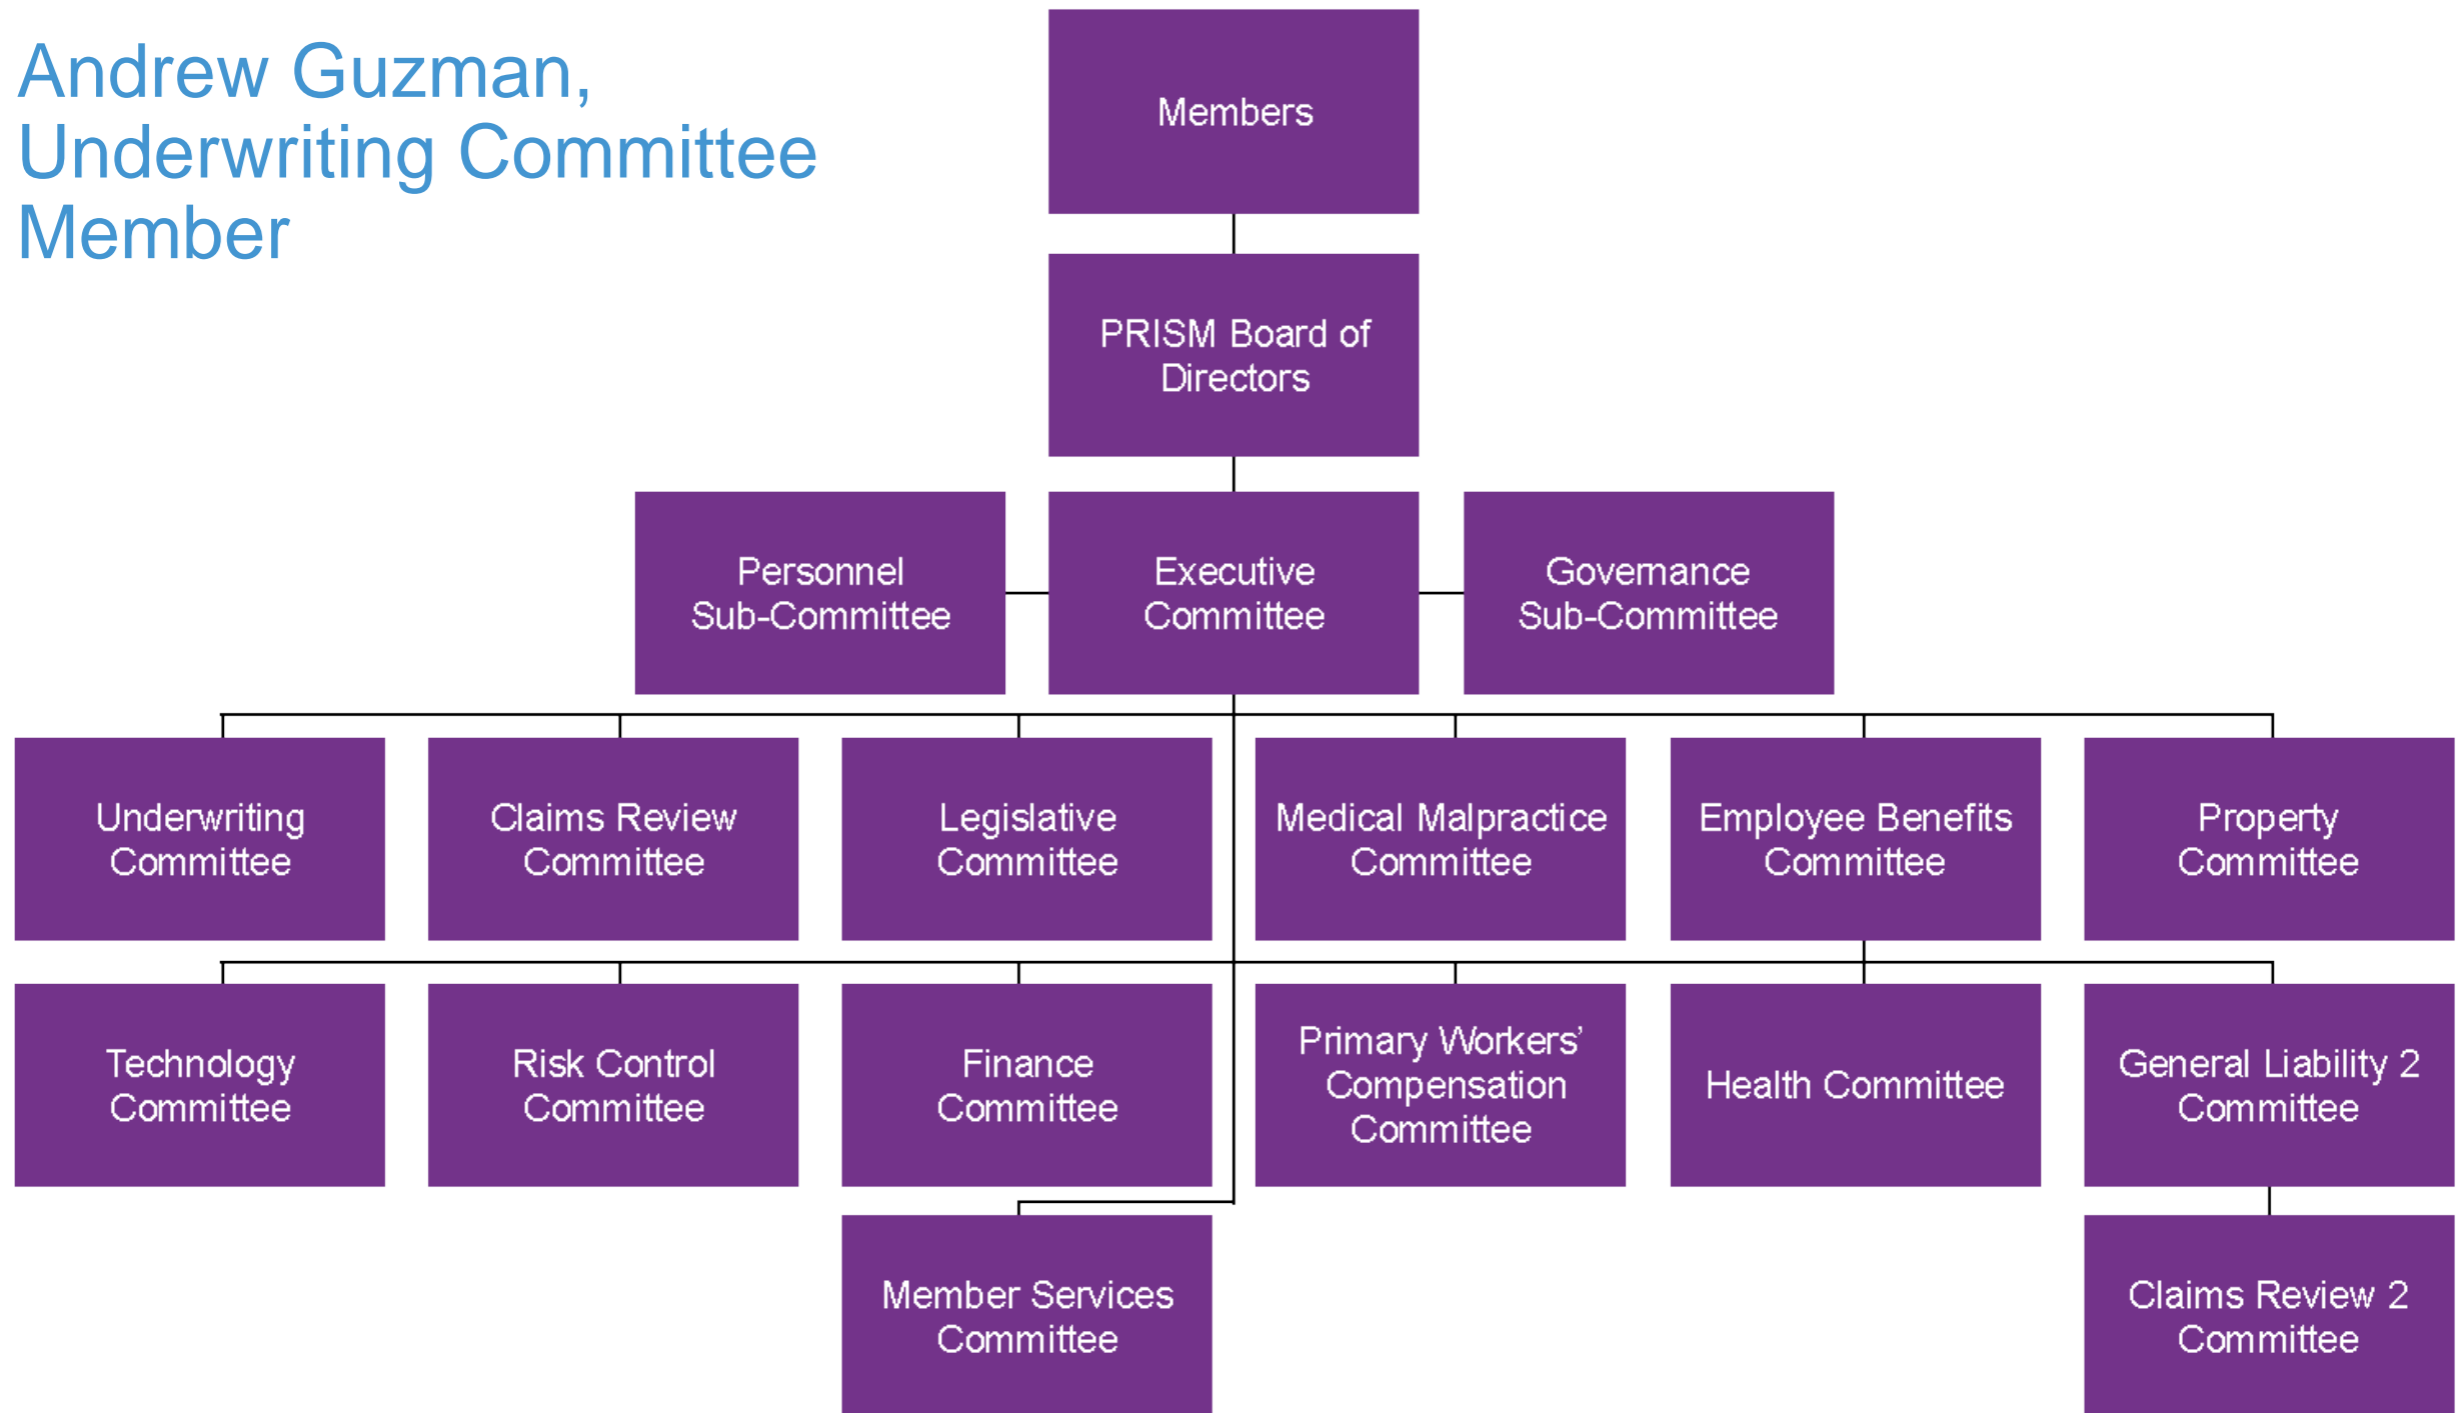 Andrew Guzman,
Underwriting Committee
Member
Members
PRISM Board of
Directors
Personnel
Sub-Committee
Executive
Committee
Governance
Sub-Committee
Underwriting
Committee
Claims Review
Committee
Legislative
Committee
Medical Malpractice
Committee
Employee Benefits
Committee
Property
Committee
Technology
Committee
Risk Control
Committee
Finance
Committee
Primary Workers’
Compensation
Committee
Health Committee
General Liability 2
Committee
Member Services
Committee
Claims Review 2
Committee